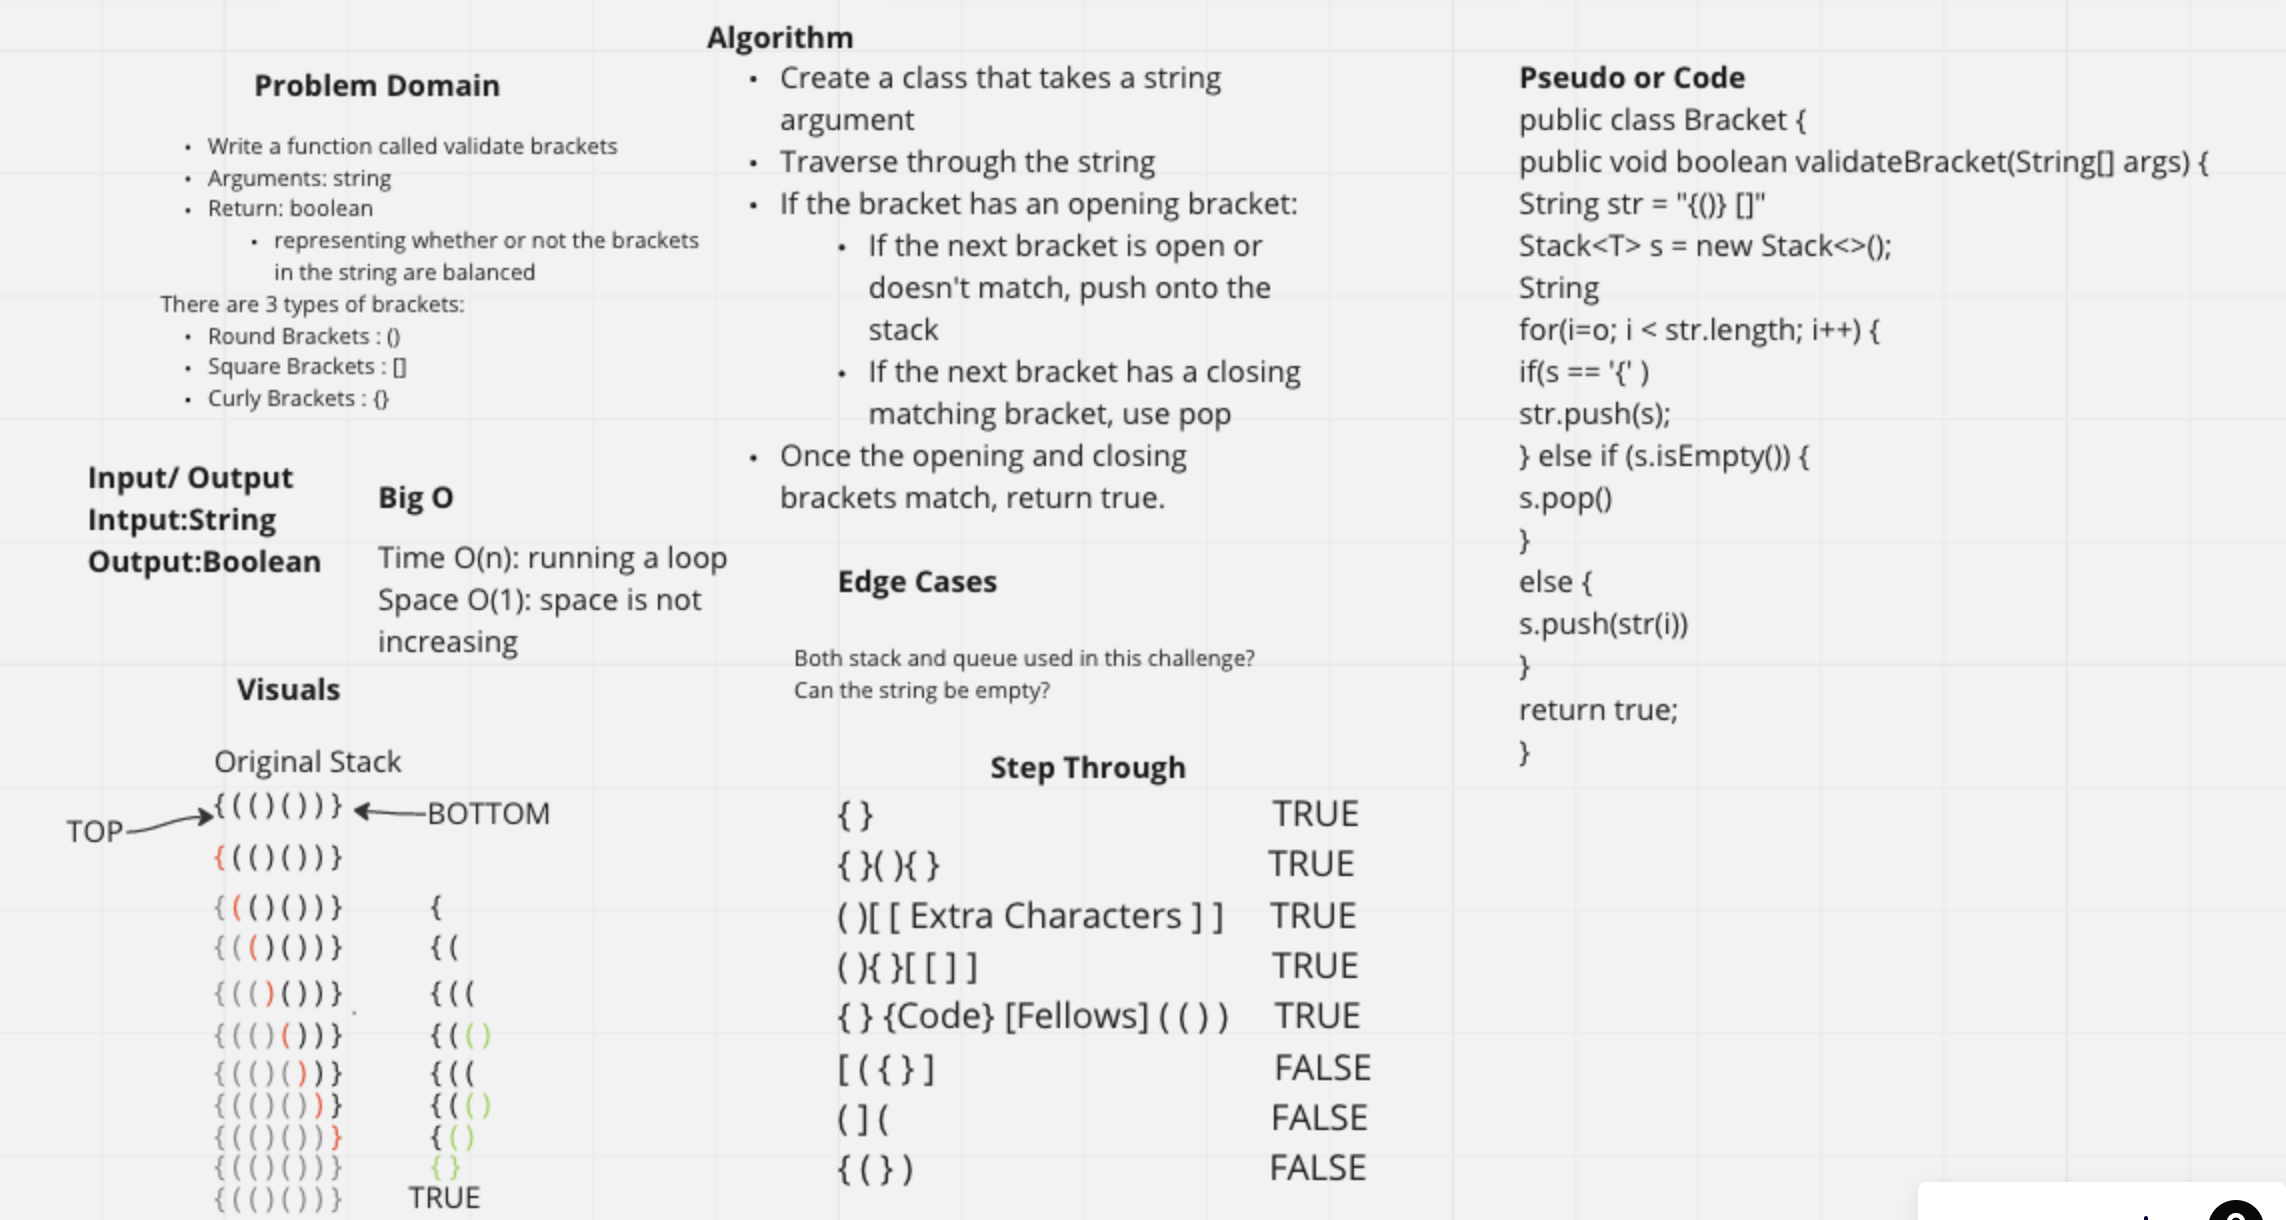 Problem Domain
• Write a function called validate brackets
• Arguments: string
• Return: boolean
• representing whether or not the brackets
in the string are balanced
There are 3 types of brackets:
• Round Brackets : ()
• Square Brackets : []
• Curly Brackets : {}
Input/ Output
Intput:String
Output:Boolean
Big O
Time O(n): running a loop
Space O(1): space is not
increasing
Visuals
Original Stack
TOP
{(()())}
BOTTOM
{(()())}
{(()())} {
{(()())} {(
{(()())} {((
{(()())} {(()
{(()())} {((
{(()())} {(()
{(()())} {()
{(()())} {}
{(()())} TRUE
Algorithm
• Create a class that takes a string
argument
• Traverse through the string
• If the bracket has an opening bracket:
• If the next bracket is open or
doesn't match, push onto the
stack
• If the next bracket has a closing
matching bracket, use pop
• Once the opening and closing
brackets match, return true.
Edge Cases
Both stack and queue used in this challenge?
Can the string be empty?
Step Through
{ } TRUE
{ }( ){ } TRUE
( )[ [ Extra Characters ] ] TRUE
( ){ }[ [ ] ] TRUE
{ } {Code} [Fellows] ( ( ) ) TRUE
[ ( { } ] FALSE
( ] ( FALSE
{ ( } ) FALSE
Pseudo or Code
public class Bracket {
public void boolean validateBracket(String[] args) {
String str = "{()} []"
Stack<T> s = new Stack<>();
String
for(i=o; i < str.length; i++) {
if(s == '{' )
str.push(s);
} else if (s.isEmpty()) {
s.pop()
}
else {
s.push(str(i))
}
return true;
}